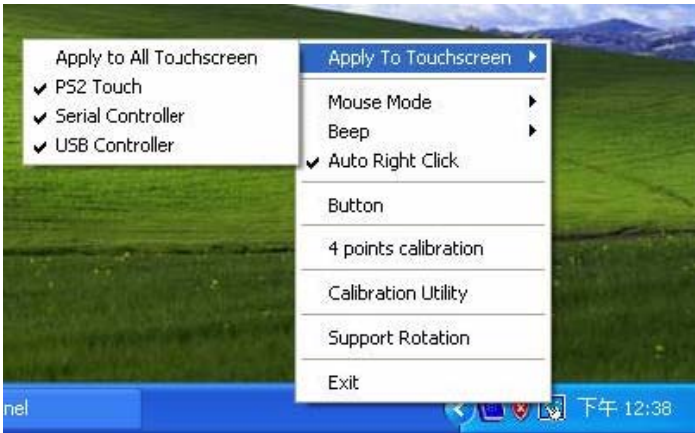 Apply to All Touchscreen
PS2 Touch
Serial Controller
USB Controller
Apply To Touchscreen
Mouse Mode
Beep
Auto Right Click
Button
4 points calibration
Calibration Utility
Support Rotation
Exit
nel
下午 12:38